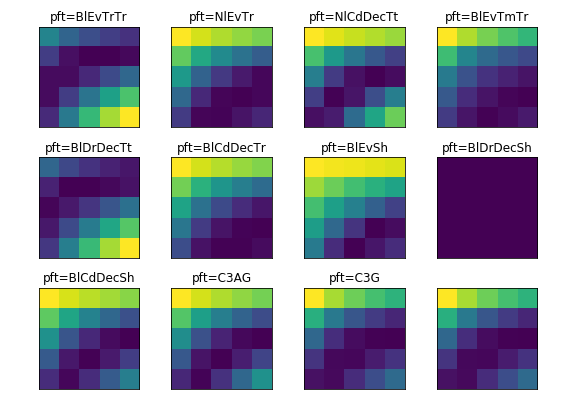 pft=BlEvTrTr pft=NlEvTr pft=NlCdDecTt pft=BlEvTmTr
pft=BlDrDecTt pft=BlCdDecTr pft=BlEvSh pft=BlDrDecSh
pft=BlCdDecSh pft=C3AG pft=C3G